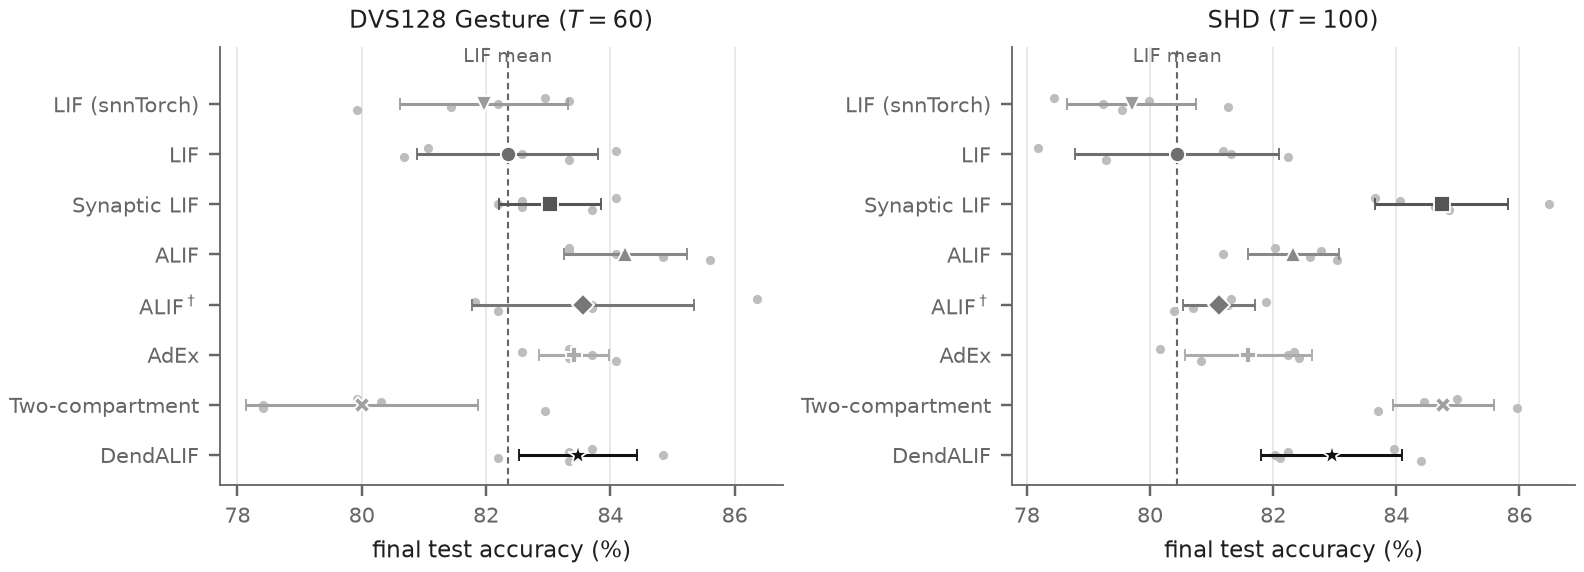 DVS128 Gesture (T = 60)
LIF mean
LIF (snnTorch)
LIF
Synaptic LIF
ALIF
ALIF†
AdEx
Two-compartment
DendALIF
78 80 82 84 86
final test accuracy (%)
SHD (T = 100)
LIF mean
LIF (snnTorch)
LIF
Synaptic LIF
ALIF
ALIF†
AdEx
Two-compartment
DendALIF
78 80 82 84 86
final test accuracy (%)